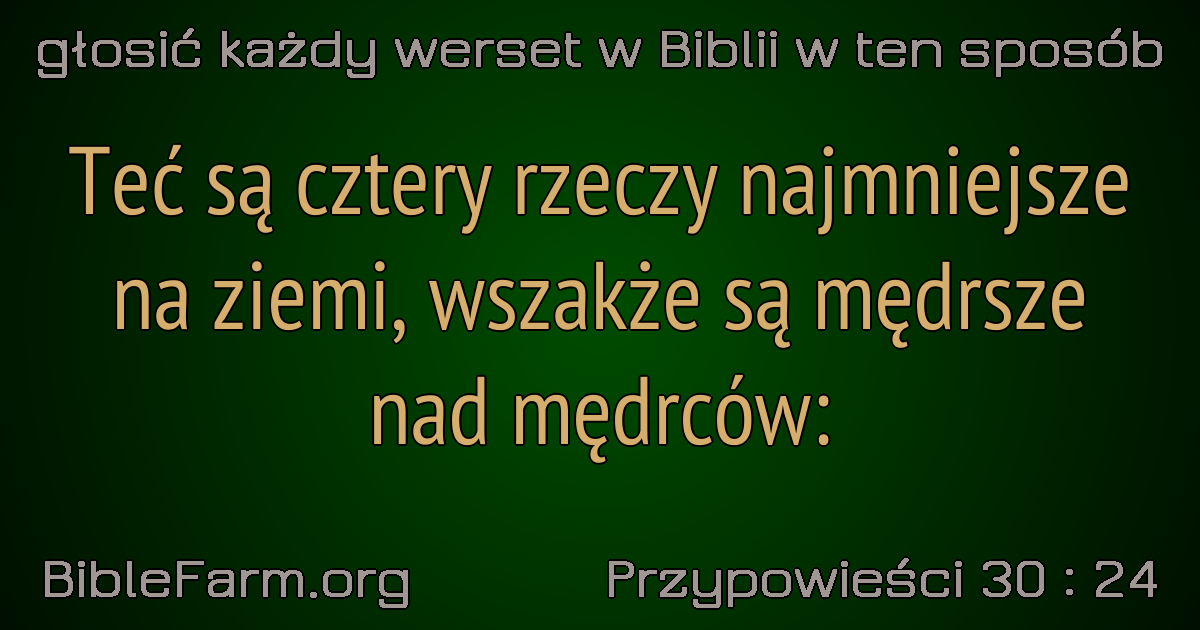 głosić każdy werset w Biblii w ten sposób
Teć są cztery rzeczy najmniejsze
na ziemi, wszakże są mędrsze
nad mędrców:
BibleFarm.org
Przypowieści 30 : 24